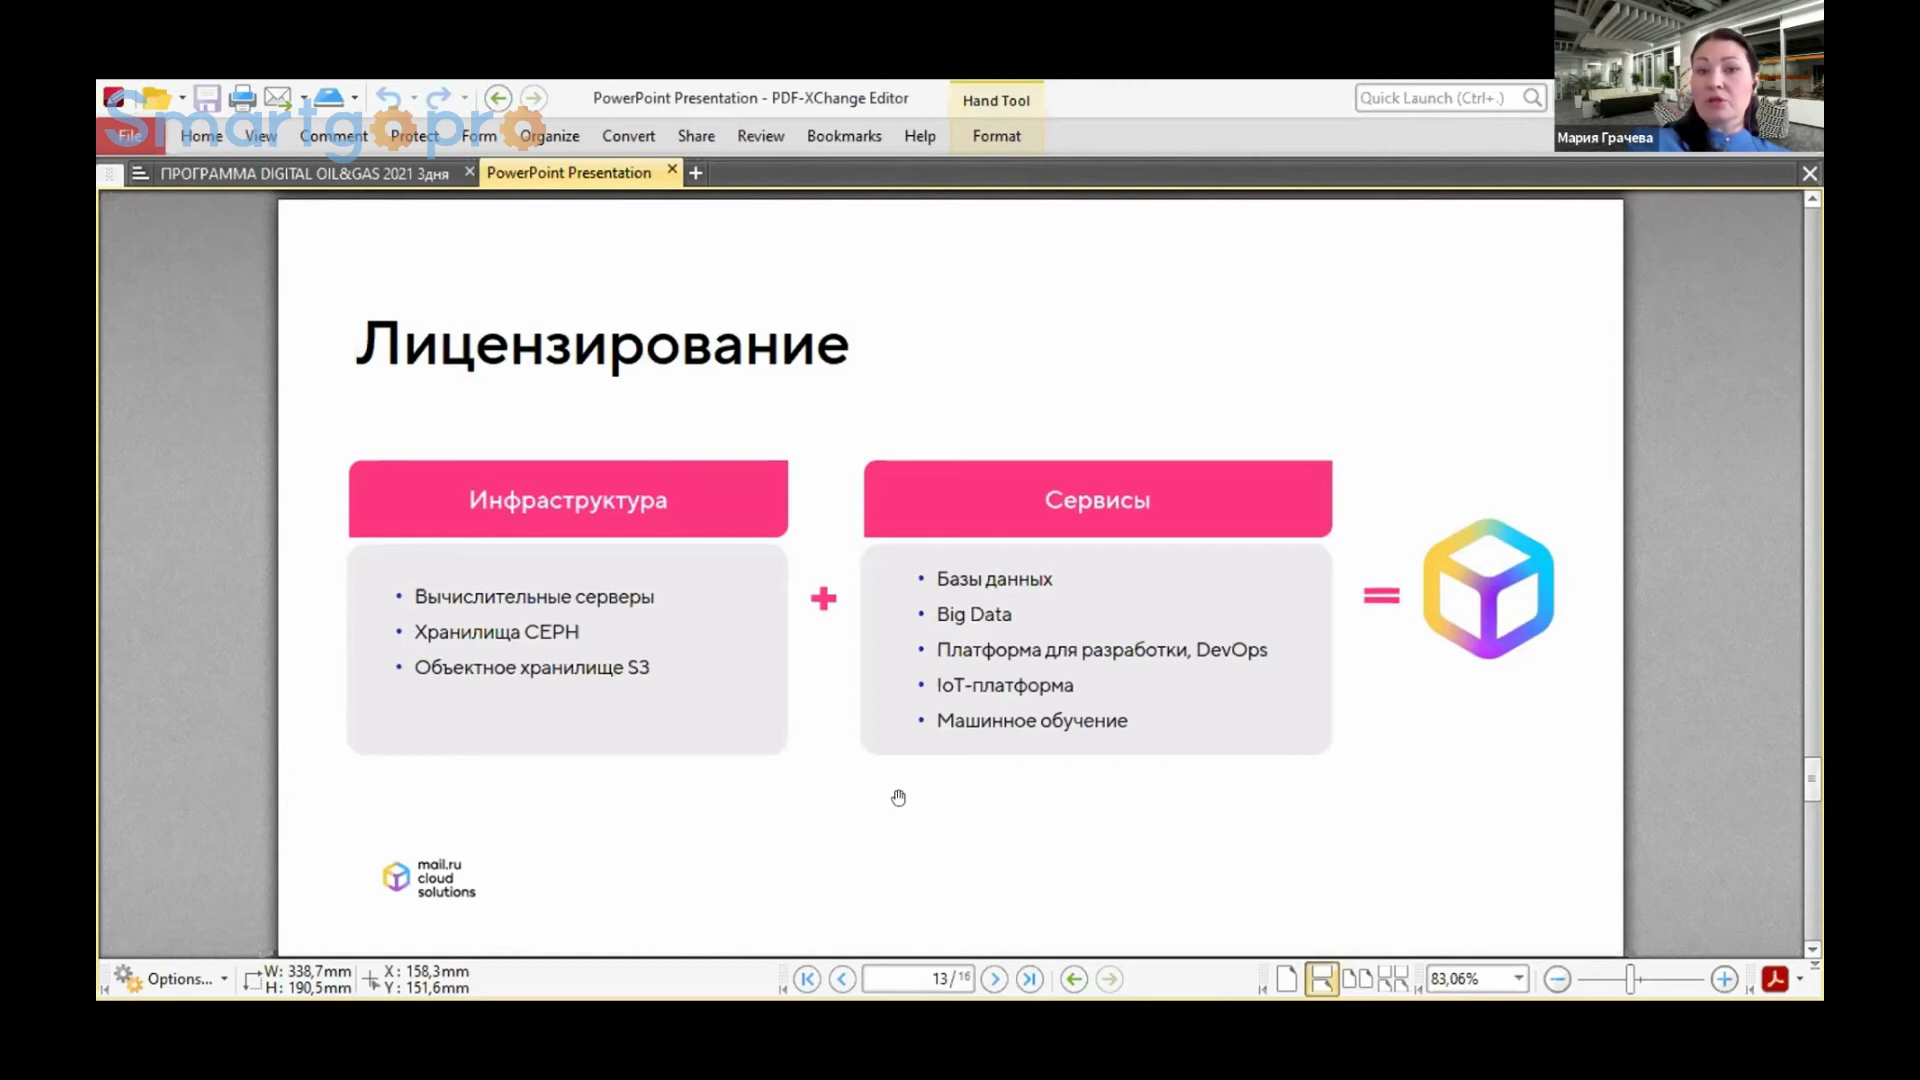 PowerPoint Presentation - PDF-XChange Editor
Hand Tool
Quick Launch (Ctrl+.)
Smartgopro
File Home View Comment Protect Form Organize Convert Share Review Bookmarks Help Format
Мария Грачева
ПРОГРАММА DIGITAL OIL&GAS 2021 3дня
PowerPoint Presentation
Лицензирование
Инфраструктура
• Вычислительные серверы
• Хранилища CEPH
• Объектное хранилище S3
+
Сервисы
• Базы данных
• Big Data
• Платформа для разработки, DevOps
• IoT-платформа
• Машинное обучение
=
mail.ru
cloud
solutions
Options...
W: 338,7mm
H: 190,5mm
X: 158,3mm
Y: 151,6mm
13/16
83,06%